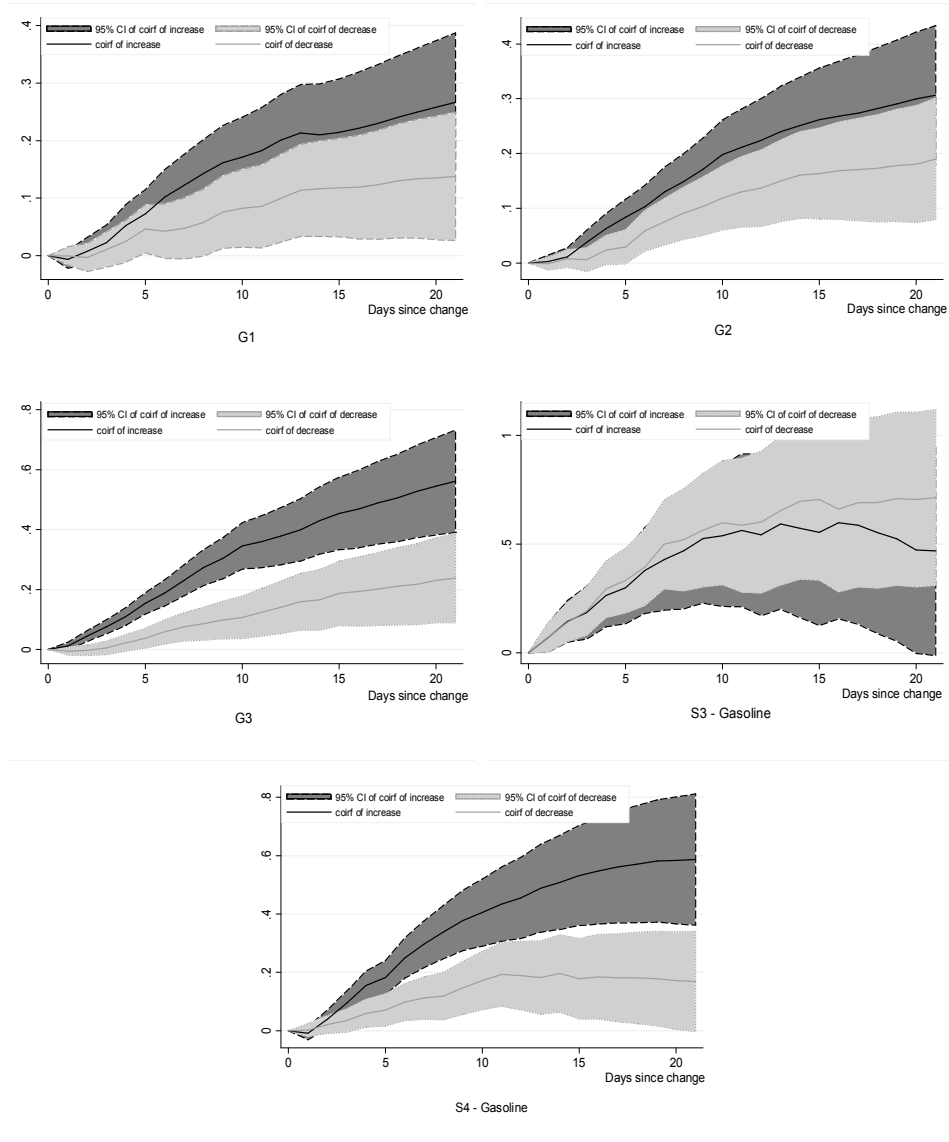 95% CI of coirf of increase 95% CI of coirf of decrease
coirf of increase coirf of decrease
.4
.3
.2
.1
0
0 5 10 15 20
Days since change
G1
95% CI of coirf of increase 95% CI of coirf of decrease
coirf of increase coirf of decrease
.4
.3
.2
.1
0
0 5 10 15 20
Days since change
G2
95% CI of coirf of increase 95% CI of coirf of decrease
coirf of increase coirf of decrease
.8
.6
.4
.2
0
0 5 10 15 20
Days since change
G3
95% CI of coirf of increase 95% CI of coirf of decrease
coirf of increase coirf of decrease
1
.5
0
0 5 10 15 20
Days since change
S3 - Gasoline
95% CI of coirf of increase 95% CI of coirf of decrease
coirf of increase coirf of decrease
.8
.6
.4
.2
0
0 5 10 15 20
Days since change
S4 - Gasoline